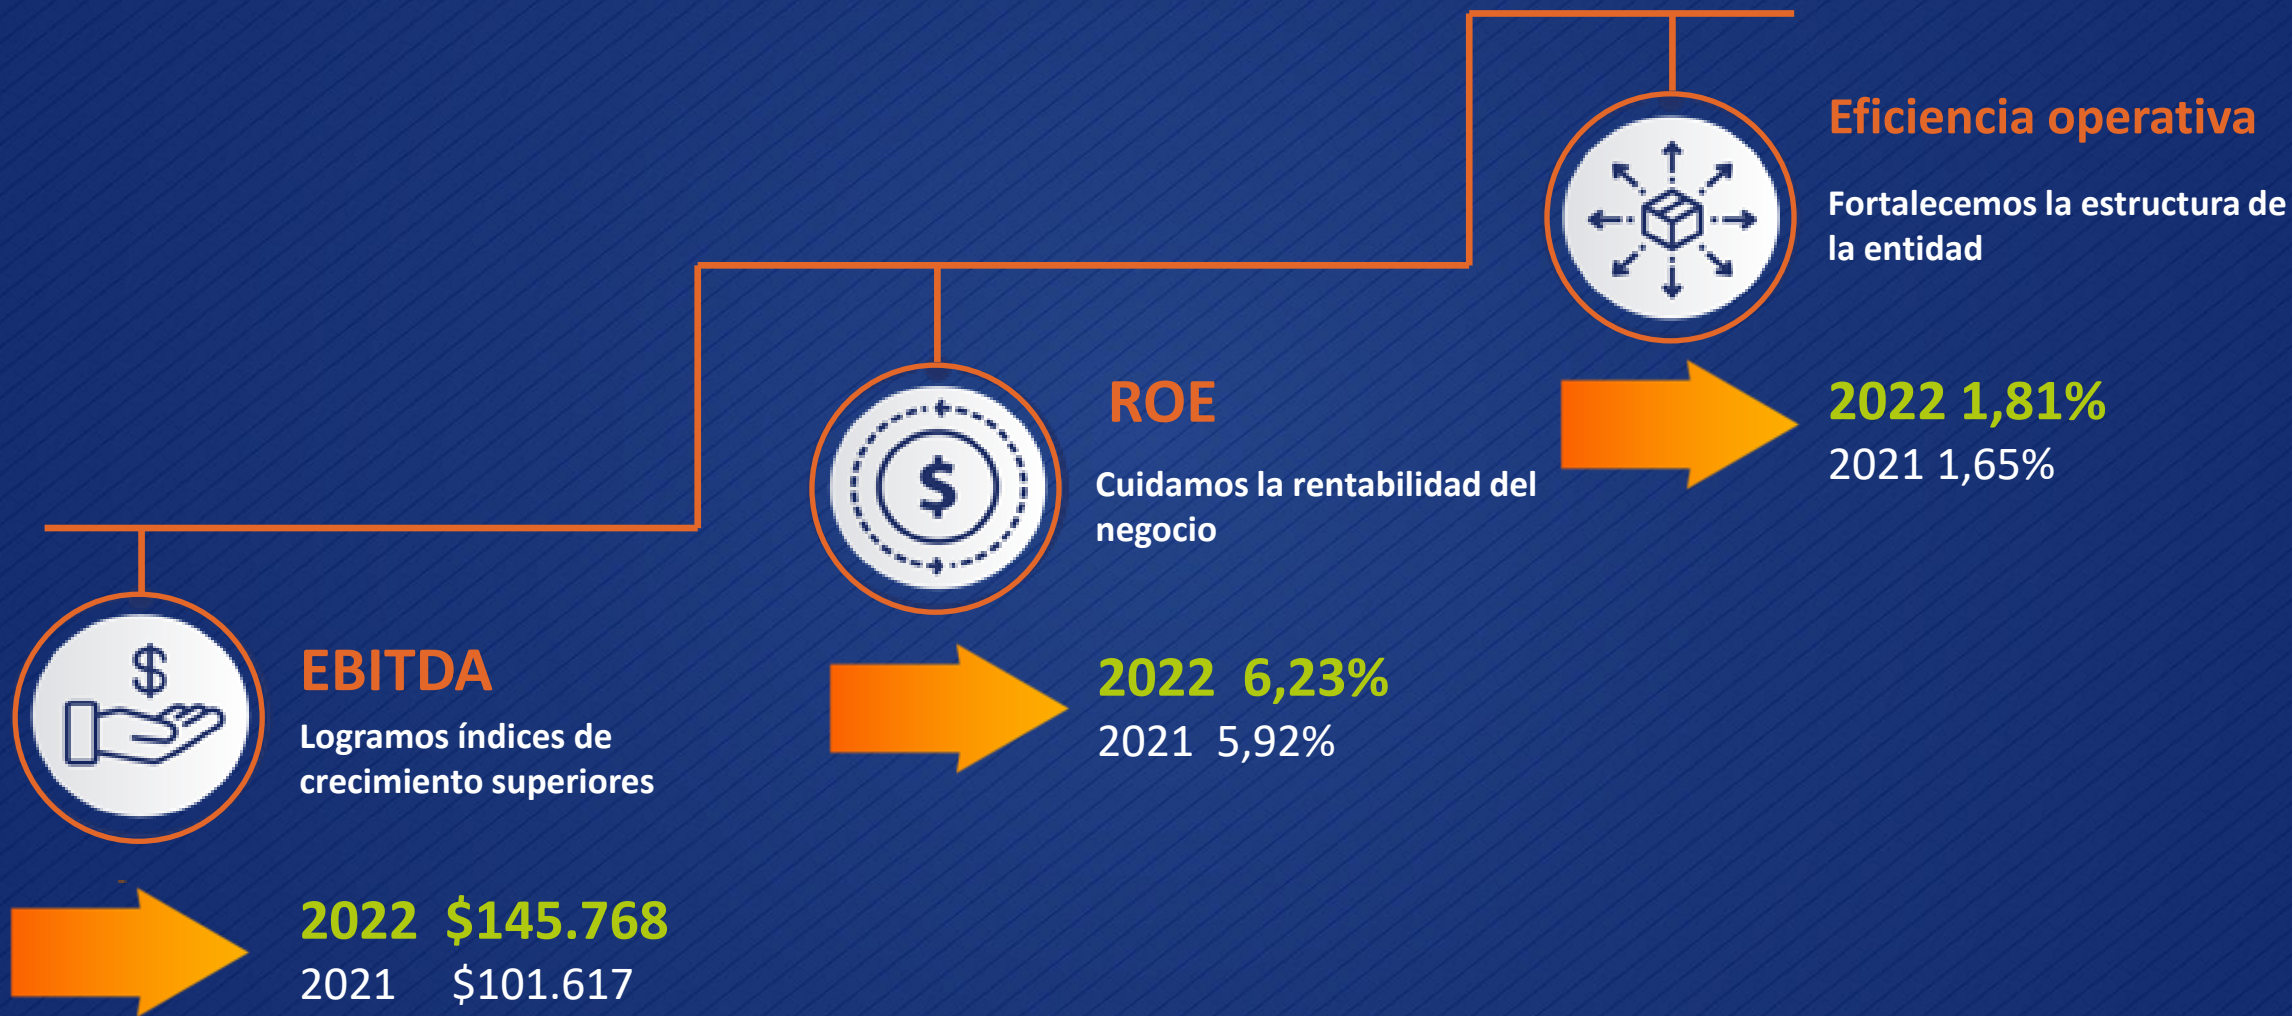 EBITDA
Logramos índices de
crecimiento superiores
2022 $145.768
2021 $101.617
ROE
Cuidamos la rentabilidad del
negocio
2022 6,23%
2021 5,92%
Eficiencia operativa
Fortalecemos la estructura de
la entidad
2022 1,81%
2021 1,65%